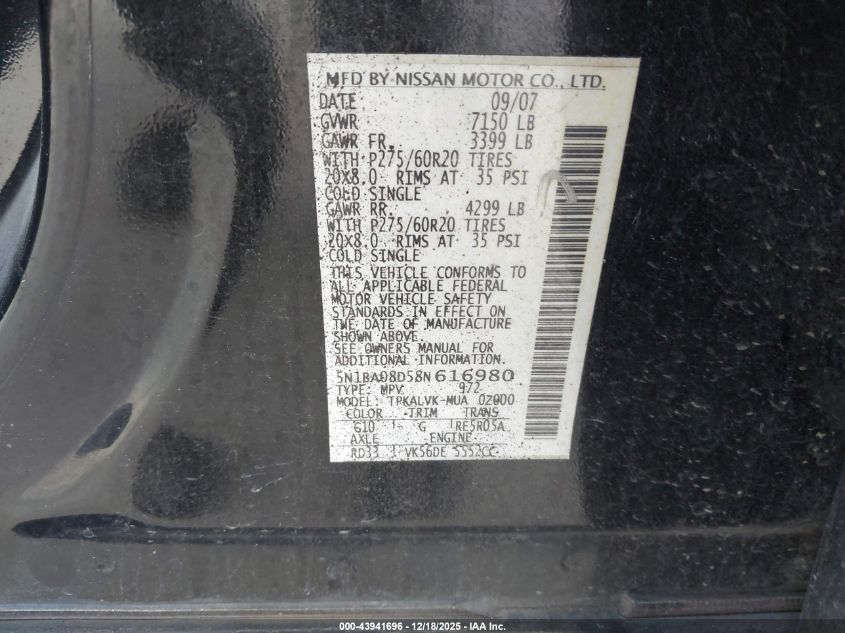 MFD BY NISSAN MOTOR CO., LTD.
DATE 09/07
GVWR 7150 LB
GAWR FR. 3399 LB
WITH P275/60R20 TIRES
20X8.0 RIMS AT 35 PSI
COLD SINGLE
GAWR RR. 4299 LB
WITH P275/60R20 TIRES
20X8.0 RIMS AT 35 PSI
COLD SINGLE
THIS VEHICLE CONFORMS TO
ALL APPLICABLE FEDERAL
MOTOR VEHICLE SAFETY
STANDARDS IN EFFECT ON
THE DATE OF MANUFACTURE
SHOWN ABOVE.
SEE OWNERS MANUAL FOR
ADDITIONAL INFORMATION.
5N1BA08D58N616980
TYPE: MPV 972
MODEL: TPKALVK-MUA 0Z000
COLOR TRIM TRANS
G10 G RE5R05A
AXLE ENGINE
RD33 VK56DE 5552CC
000-43941696 - 12/18/2025 - IAA Inc.